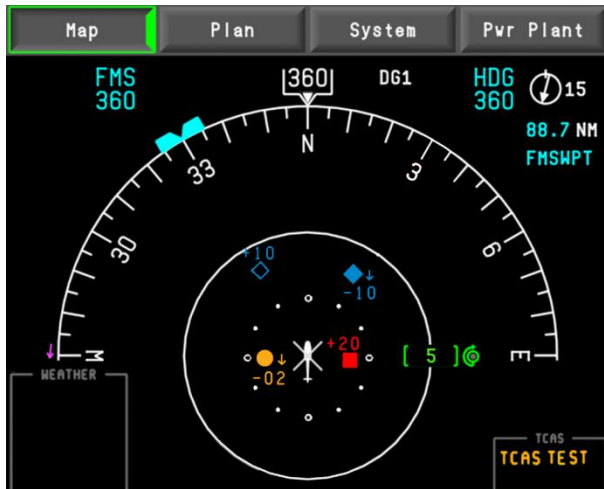 Map Plan System Pwr Plant
FMS 360 DG1 HDG
360 360 15
88.7 NM
FMSWPT
N
33 3
30 6
W E
+10
-10
+20
-02
[ 5 ]
WEATHER
TCAS
TCAS TEST